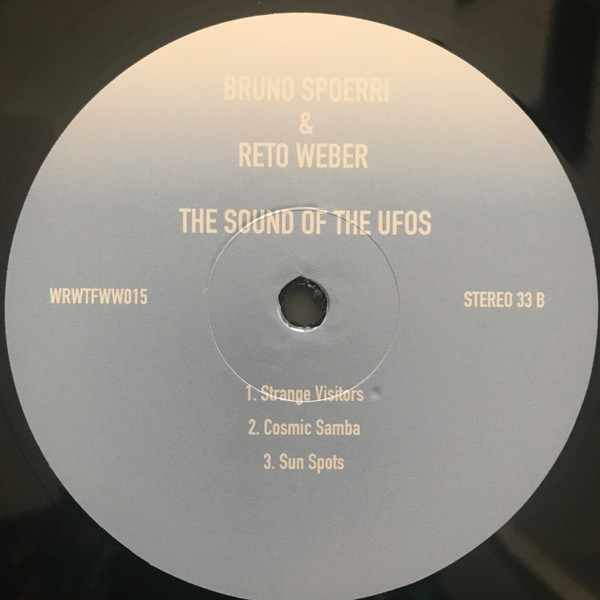 BRUNO SPOERRI
&
RETO WEBER
THE SOUND OF THE UFOS
WRWTFWW015
STEREO 33 B
1. Strange Visitors
2. Cosmic Samba
3. Sun Spots